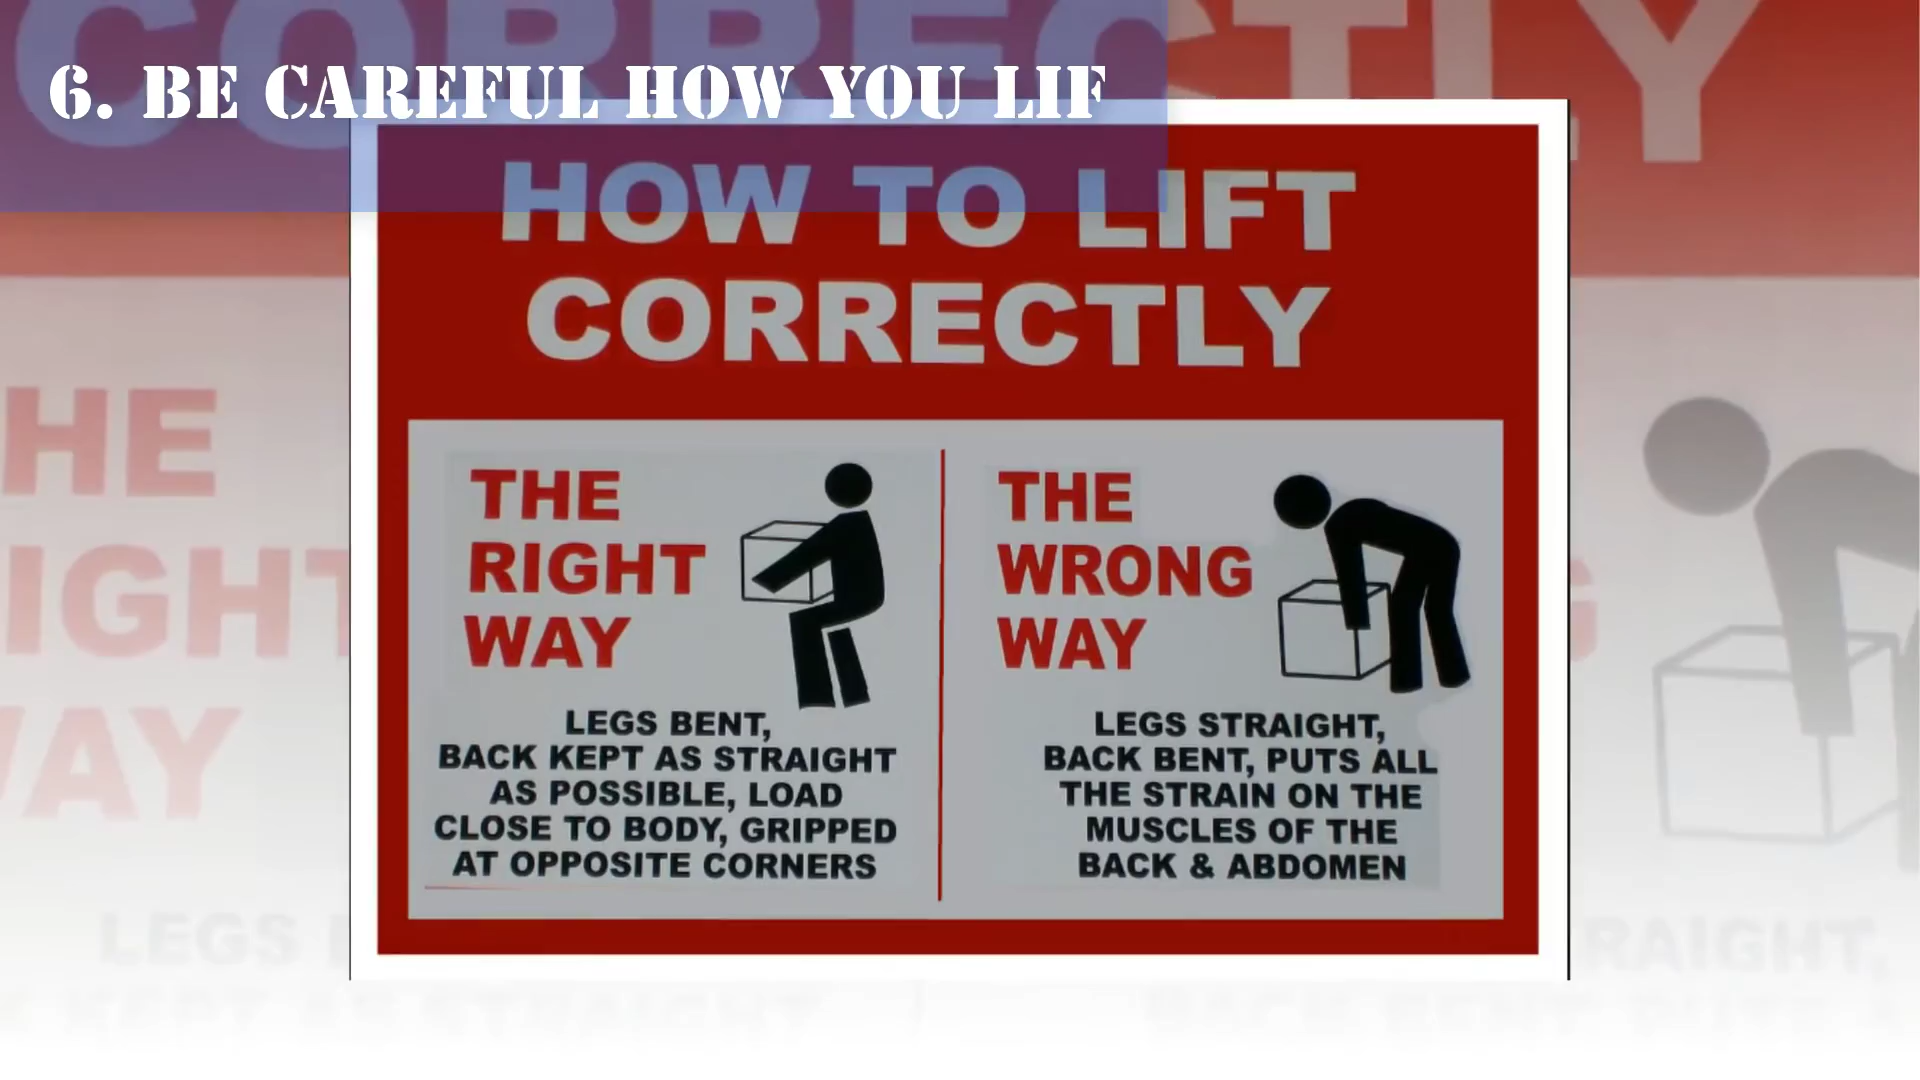 6. BE CAREFUL HOW YOU LIF
HOW TO LIFT
CORRECTLY
THE
RIGHT
WAY
LEGS BENT,
BACK KEPT AS STRAIGHT
AS POSSIBLE, LOAD
CLOSE TO BODY, GRIPPED
AT OPPOSITE CORNERS
THE
WRONG
WAY
LEGS STRAIGHT,
BACK BENT, PUTS ALL
THE STRAIN ON THE
MUSCLES OF THE
BACK & ABDOMEN